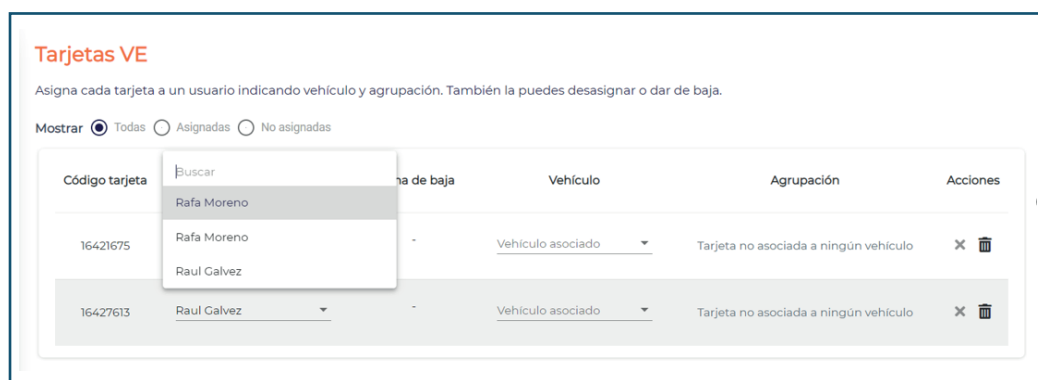 Tarjetas VE
Asigna cada tarjeta a un usuario indicando vehículo y agrupación. También la puedes desasignar o dar de baja.
Mostrar Todas Asignadas No asignadas
Código tarjeta Buscar ha de baja Vehículo Agrupación Acciones
Rafa Moreno
Rafa Moreno
16421675 - Vehículo asociado Tarjeta no asociada a ningún vehículo
Raul Galvez
16427613 Raul Galvez - Vehículo asociado Tarjeta no asociada a ningún vehículo